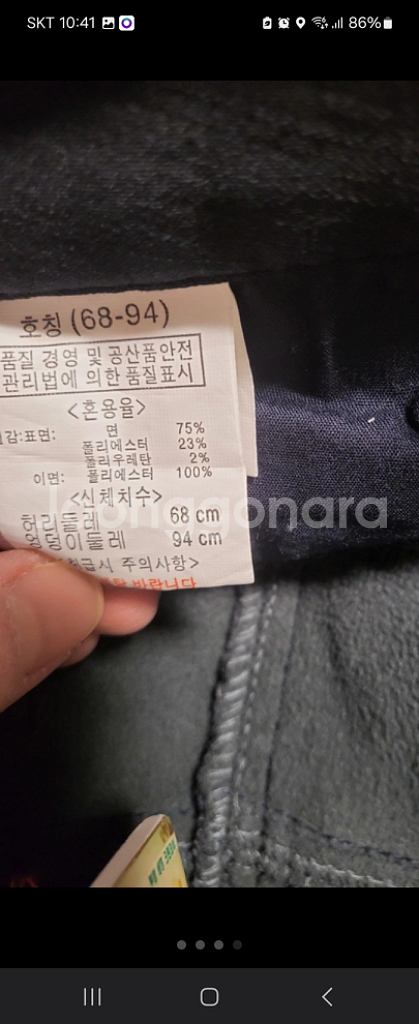 SKT 10:41
86%
호칭 (68-94)
품질 경영 및 공산품안전
관리법에 의한 품질표시
<혼용율>
감:표면: 면 75%
폴리에스터 23%
폴리우레탄 2%
이면: 폴리에스터 100%
<신체치수>
허리둘레 68 cm
엉덩이둘레 94 cm
취급시 주의사항>
바랍니다
joonggonara